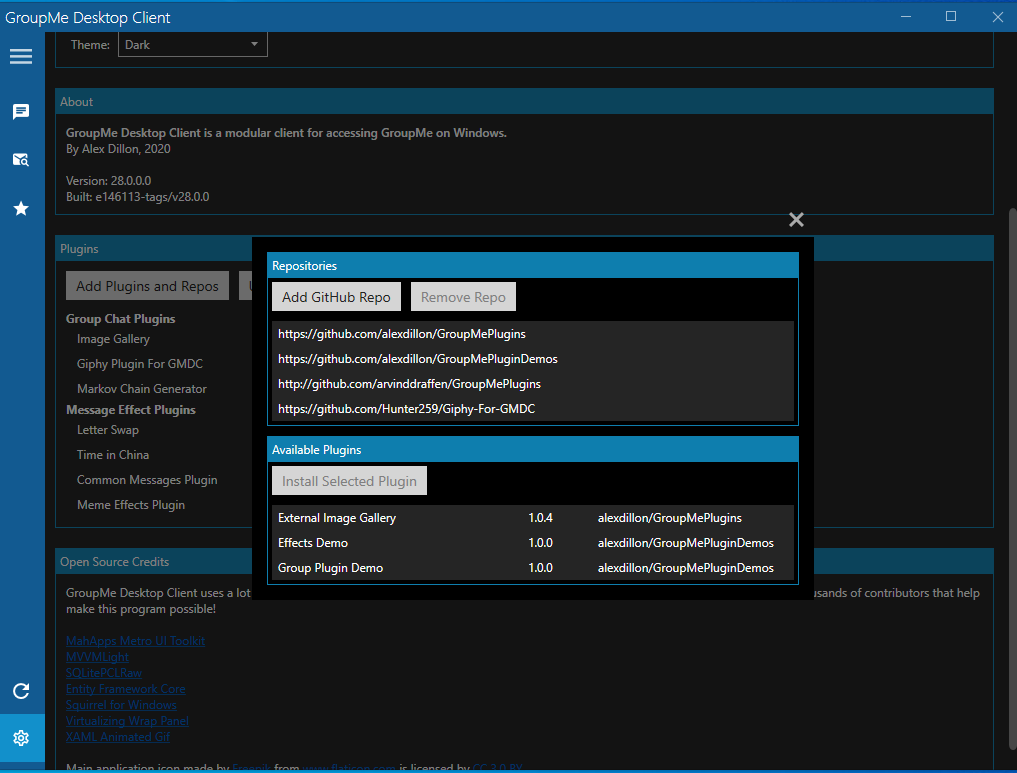 GroupMe Desktop Client
Theme: Dark
About
GroupMe Desktop Client is a modular client for accessing GroupMe on Windows.
By Alex Dillon, 2020
Version: 28.0.0.0
Built: e146113-tags/v28.0.0
Plugins
Add Plugins and Repos
Group Chat Plugins
Image Gallery
Giphy Plugin For GMDC
Markov Chain Generator
Message Effect Plugins
Letter Swap
Time in China
Common Messages Plugin
Meme Effects Plugin
Repositories
Add GitHub Repo Remove Repo
https://github.com/alexdillon/GroupMePlugins
https://github.com/alexdillon/GroupMePluginDemos
http://github.com/arvinddraffen/GroupMePlugins
https://github.com/Hunter259/Giphy-For-GMDC
Available Plugins
Install Selected Plugin
External Image Gallery 1.0.4 alexdillon/GroupMePlugins
Effects Demo 1.0.0 alexdillon/GroupMePluginDemos
Group Plugin Demo 1.0.0 alexdillon/GroupMePluginDemos
Open Source Credits
GroupMe Desktop Client uses a lot of contributors that help
make this program possible!
MahApps Metro UI Toolkit
MVVMLight
SQLitePCLRaw
Entity Framework Core
Squirrel for Windows
Virtualizing Wrap Panel
XAML Animated Gif
Main application icon made by Freepik from www.flaticon.com is licensed by CC 3.0 BY